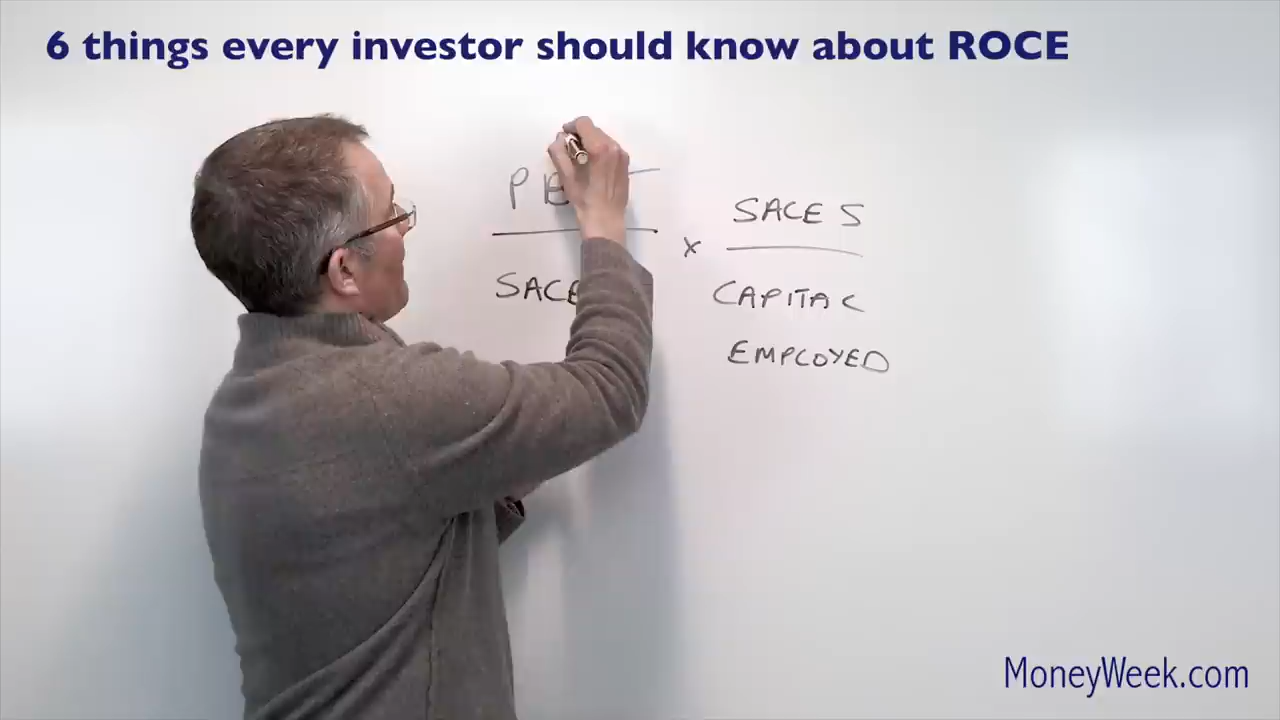 6 things every investor should know about ROCE
SALES
x
CAPITAL
EMPLOYED
MoneyWeek.com